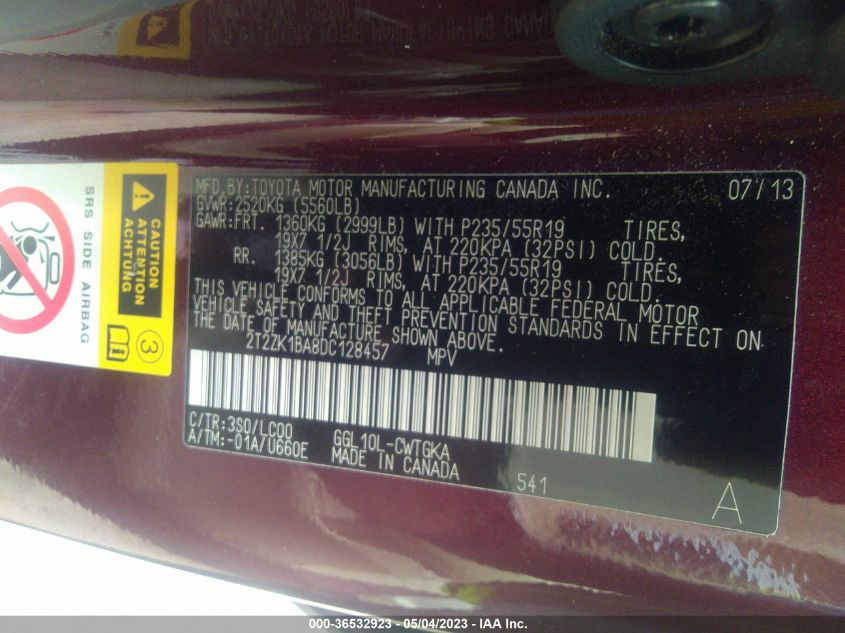 MFD.BY:TOYOTA MOTOR MANUFACTURING CANADA INC. 07/13
GVWR:2520KG (5560LB)
GAWR:FRT. 1360KG (2999LB) WITH P235/55R19 TIRES,
19X7 1/2J RIMS, AT 220KPA (32PSI) COLD.
RR. 1385KG (3056LB) WITH P235/55R19 TIRES,
19X7 1/2J RIMS, AT 220KPA (32PSI) COLD.
THIS VEHICLE CONFORMS TO ALL APPLICABLE FEDERAL MOTOR
VEHICLE SAFETY AND THEFT PREVENTION STANDARDS IN EFFECT ON
THE DATE OF MANUFACTURE SHOWN ABOVE.
2T2ZK1BA8DC128457 MPV
C/TR:3S0/LC00
A/TM:-01A/U660E GGL10L-CWTGKA
MADE IN CANADA
541
A
CAUTION
ATTENTION
3
SRS SIDE AIRBAG
000-36532923 - 05/04/2023 - IAA Inc.